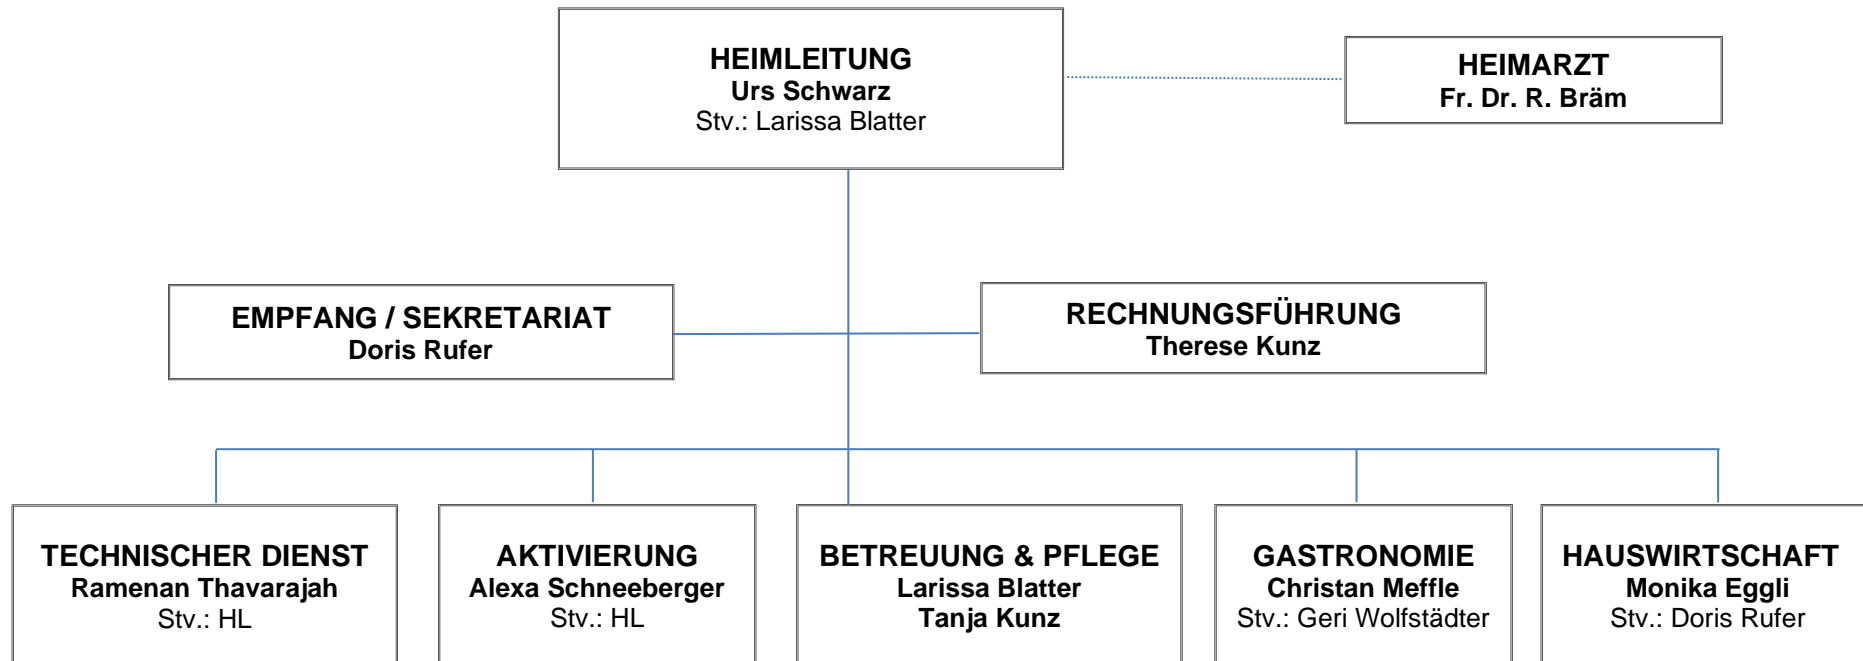 HEIMLEITUNG
Urs Schwarz
Stv.: Larissa Blatter
HEIMARZT
Fr. Dr. R. Bräm
EMPFANG / SEKRETARIAT
Doris Rufer
RECHNUNGSFÜHRUNG
Therese Kunz
TECHNISCHER DIENST
Ramenan Thavarajah
Stv.: HL
AKTIVIERUNG
Alexa Schneeberger
Stv.: HL
BETREUUNG & PFLEGE
Larissa Blatter
Tanja Kunz
GASTRONOMIE
Christan Meffle
Stv.: Geri Wolfstädter
HAUSWIRTSCHAFT
Monika Eggli
Stv.: Doris Rufer